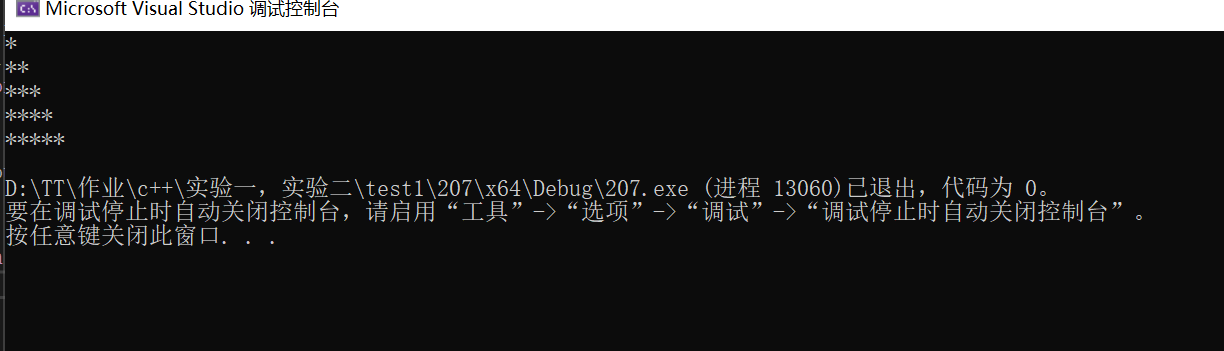 Microsoft Visual Studio 调试控制台
*
**
***
****
*****
D:\TT\作业\c++\实验一，实验二\test1\207\x64\Debug\207.exe (进程 13060)已退出，代码为 0。
要在调试停止时自动关闭控制台，请启用“工具”->“选项”->“调试”->“调试停止时自动关闭控制台”。
按任意键关闭此窗口. . .